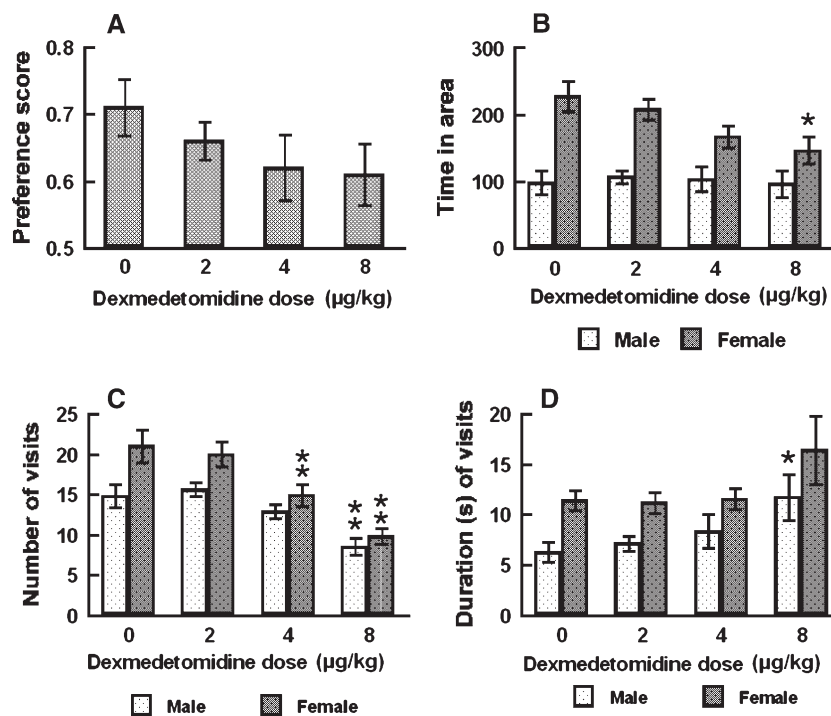 A
Preference score
0.8
0.7
0.6
0.5
0 2 4 8
Dexmedetomidine dose (µg/kg)
B
Time in area
300
200
100
0
*
0 2 4 8
Dexmedetomidine dose (µg/kg)
Male Female
C
Number of visits
25
20
15
10
5
0
**
**
**
0 2 4 8
Dexmedetomidine dose (µg/kg)
Male Female
D
Duration (s) of visits
20
15
10
5
0
*
0 2 4 8
Dexmedetomidine dose (µg/kg)
Male Female